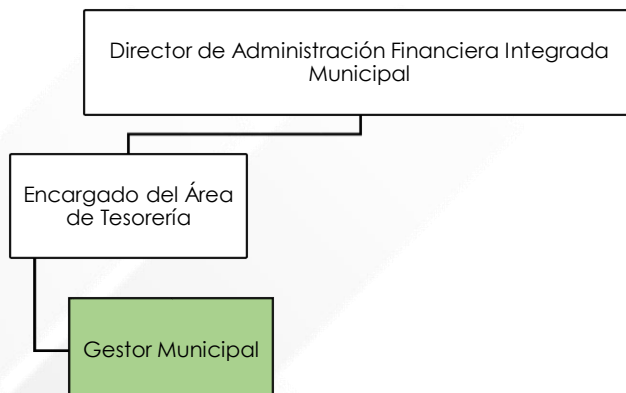 Director de Administración Financiera Integrada
Municipal
Encargado del Área
de Tesorería
Gestor Municipal